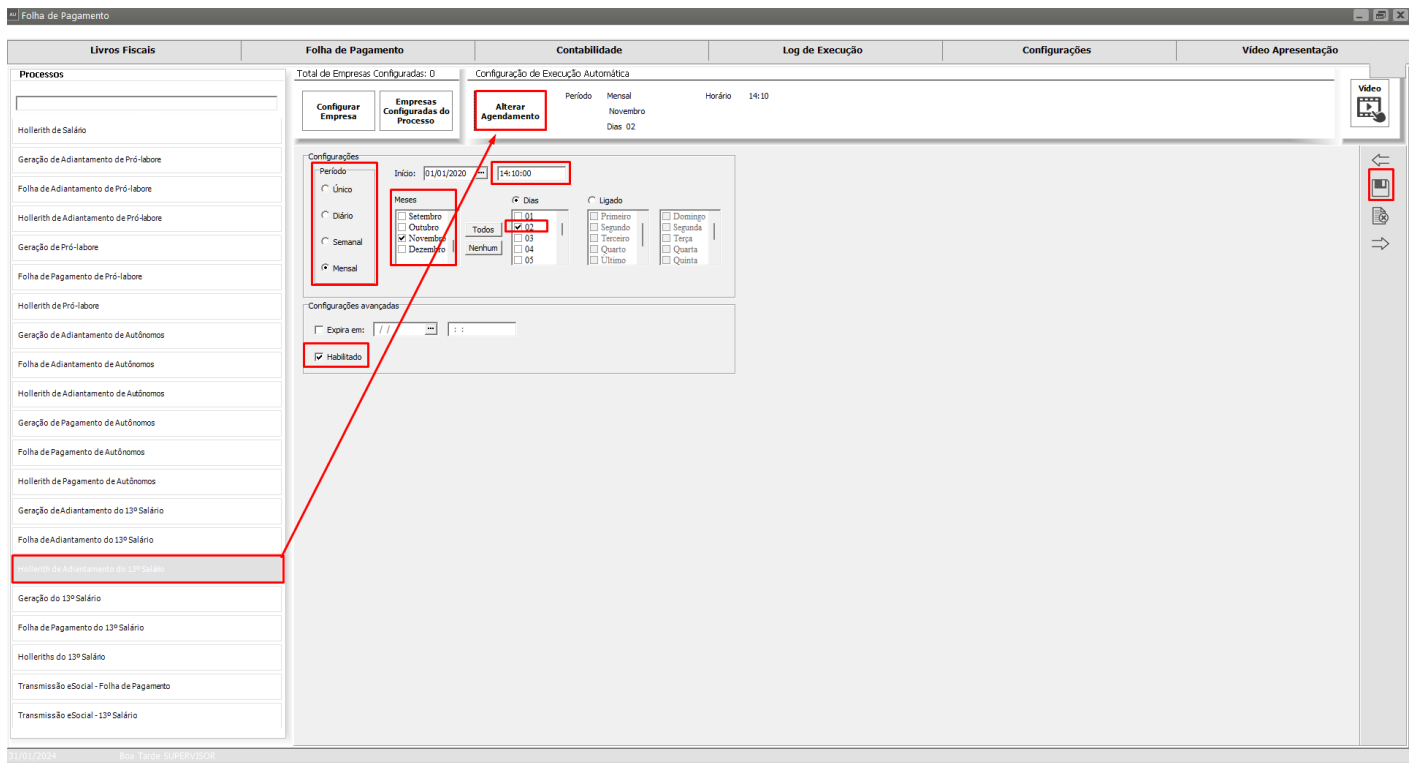 AU Folha de Pagamento
Livros Fiscais
Folha de Pagamento
Contabilidade
Log de Execução
Configurações
Vídeo Apresentação
Processos
Hollerith de Salário
Geração de Adiantamento de Pró-labore
Folha de Adiantamento de Pró-labore
Hollerith de Adiantamento de Pró-labore
Geração de Pró-labore
Folha de Pagamento de Pró-labore
Hollerith de Pró-labore
Geração de Adiantamento de Autônomos
Folha de Adiantamento de Autônomos
Hollerith de Adiantamento de Autônomos
Geração de Pagamento de Autônomos
Folha de Pagamento de Autônomos
Hollerith de Pagamento de Autônomos
Geração de Adiantamento do 13º Salário
Folha de Adiantamento do 13º Salário
Hollerith de Adiantamento do 13º Salário
Geração do 13º Salário
Folha de Pagamento do 13º Salário
Holleriths do 13º Salário
Transmissão eSocial - Folha de Pagamento
Transmissão eSocial - 13º Salário
Total de Empresas Configuradas: 0
Configurar
Empresa
Empresas
Configuradas do
Processo
Configuração de Execução Automática
Alterar
Agendamento
Período Mensal Horário 14:10
Novembro
Dias 02
Vídeo
Configurações
Período
Único
Diário
Semanal
Mensal
Início: 01/01/2020 ... 14:10:00
Meses
Setembro
Outubro
Novembro
Dezembro
Todos
Nenhum
Dias
01
02
03
04
05
Ligado
Primeiro
Segundo
Terceiro
Quarto
Último
Domingo
Segunda
Terça
Quarta
Quinta
Configurações avançadas
Expira em: / / ... : :
Habilitado
31/01/2024 Boa Tarde SUPERVISOR